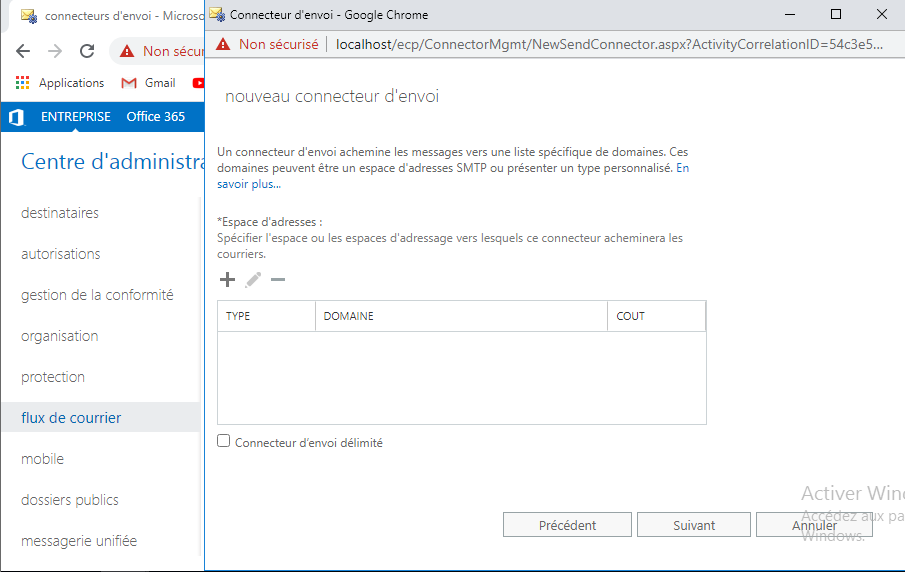 connecteurs d'envoi - Microso
Connecteur d'envoi - Google Chrome
Non sécur
Non sécurisé
localhost/ecp/ConnectorMgmt/NewSendConnector.aspx?ActivityCorrelationID=54c3e5...
Applications
Gmail
ENTREPRISE
Office 365
Centre d'administra
destinataires
autorisations
gestion de la conformité
organisation
protection
flux de courrier
mobile
dossiers publics
messagerie unifiée
nouveau connecteur d'envoi
Un connecteur d'envoi achemine les messages vers une liste spécifique de domaines. Ces
domaines peuvent être un espace d'adresses SMTP ou présenter un type personnalisé. En
savoir plus...
*Espace d'adresses :
Spécifier l'espace ou les espaces d'adressage vers lesquels ce connecteur acheminera les
courriers.
TYPE
DOMAINE
COUT
Connecteur d'envoi délimité
Précédent
Suivant
Annuler
Activer Wind
Accédez aux pa
Windows.